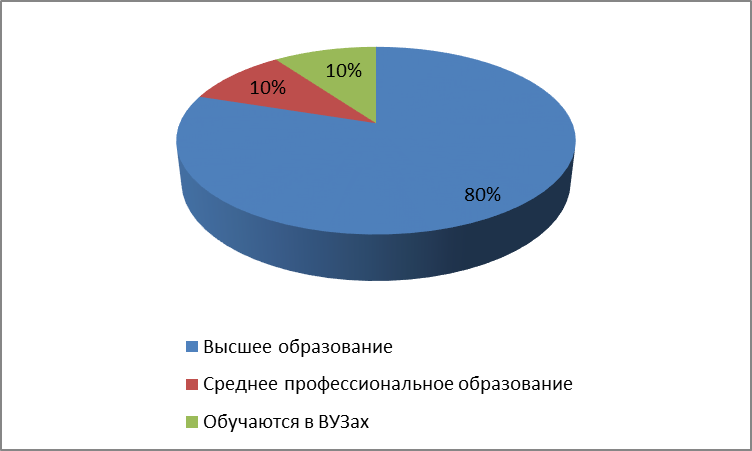 10%
10%
80%
Высшее образование
Среднее профессиональное образование
Обучаются в ВУЗах